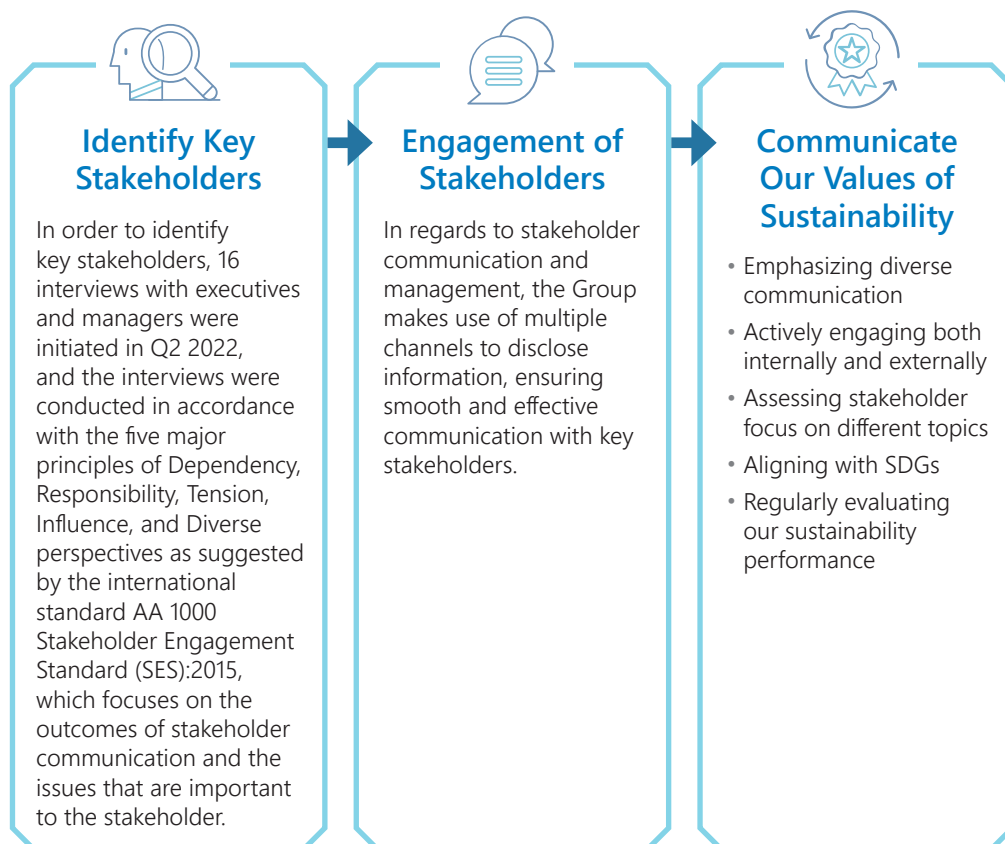 Identify Key
Stakeholders
In order to identify
key stakeholders, 16
interviews with executives
and managers were
initiated in Q2 2022,
and the interviews were
conducted in accordance
with the five major
principles of Dependency,
Responsibility, Tension,
Influence, and Diverse
perspectives as suggested
by the international
standard AA 1000
Stakeholder Engagement
Standard (SES):2015,
which focuses on the
outcomes of stakeholder
communication and the
issues that are important
to the stakeholder.
Engagement of
Stakeholders
In regards to stakeholder
communication and
management, the Group
makes use of multiple
channels to disclose
information, ensuring
smooth and effective
communication with key
stakeholders.
Communicate
Our Values of
Sustainability
• Emphasizing diverse
communication
• Actively engaging both
internally and externally
• Assessing stakeholder
focus on different topics
• Aligning with SDGs
• Regularly evaluating
our sustainability
performance